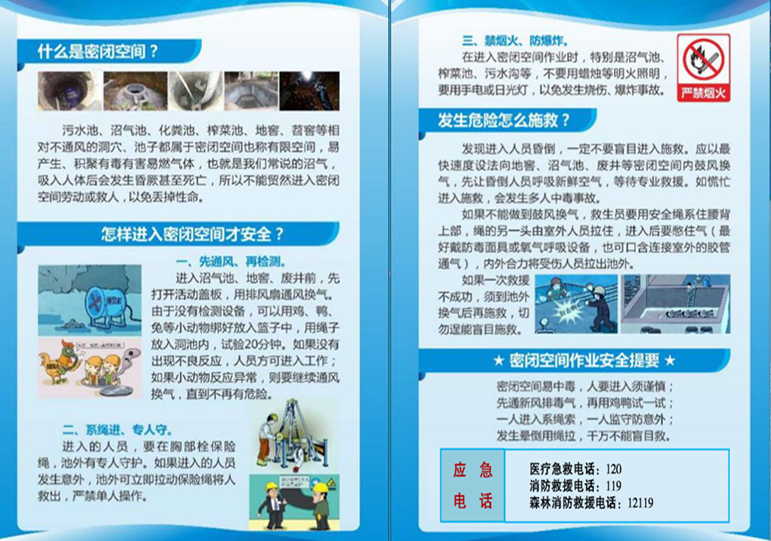 什么是密闭空间？
污水池、沼气池、化粪池、榨菜池、地窖、苕窖等相
对不通风的洞穴、池子都属于密闭空间也称有限空间，易
产生、积聚有毒有害易燃气体，也就是我们常说的沼气，
吸入人体后会发生昏厥甚至死亡，所以不能贸然进入密闭
空间劳动或救人，以免丢掉性命。
怎样进入密闭空间才安全？
一、先通风、再检测。
进入沼气池、地窖、废井前，先
打开活动盖板，用排风扇通风换气。
由于没有检测设备，可以用鸡、鸭、
兔等小动物绑好放入篮子中，用绳子
放入洞池内，试验20分钟。如果没有
出现不良反应，人员方可进入工作；
如果小动物反应异常，则要继续通风
换气，直到不再有危险。
二、系绳进、专人守。
进入的人员，要在胸部栓保险
绳，池外有专人守护。如果进入的人员
发生意外，池外可立即拉动保险绳将人
救出，严禁单人操作。
三、禁烟火、防爆炸。
在进入密闭空间作业时，特别是沼气池、
榨菜池、污水沟等，不要用蜡烛等明火照明，
要用手电或日光灯，以免发生烧伤、爆炸事故。
严禁烟火
发生危险怎么施救？
发现进入人员昏倒，一定不要盲目进入施救。应以最
快速度设法向地窖、沼气池、废井等密闭空间内鼓风换
气，先让昏倒人员呼吸新鲜空气，等待专业救援。如慌忙
进入施救，会发生多人中毒事故。
如果不能做到鼓风换气，救生员要用安全绳系住腰背
上部，绳的另一头由室外人员拉住，进入后要憋住气（最
好戴防毒面具或氧气呼吸设备，也可口含连接室外的胶管
通气），内外合力将受伤人员拉出池外。
如果一次救援
不成功，须到池外
换气后再施救，切
勿逞能盲目施救。
★ 密闭空间作业安全提要 ★
密闭空间易中毒，人要进入须谨慎；
先通新风排毒气，再用鸡鸭试一试；
一人进入系绳索，一人监守防意外；
发生晕倒用绳拉，千万不能盲目救。
应 急
电 话
医疗急救电话：120
消防救援电话：119
森林消防救援电话：12119